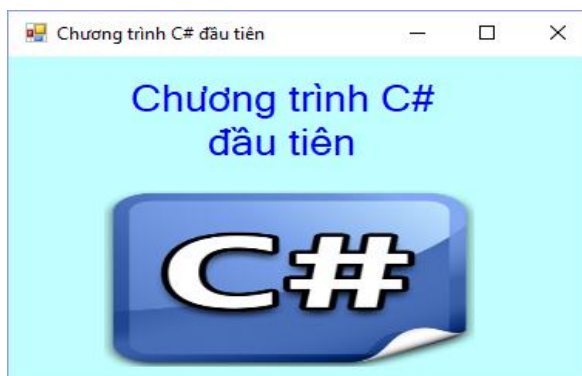 Chương trình C# đầu tiên
Chương trình C#
đầu tiên
C#